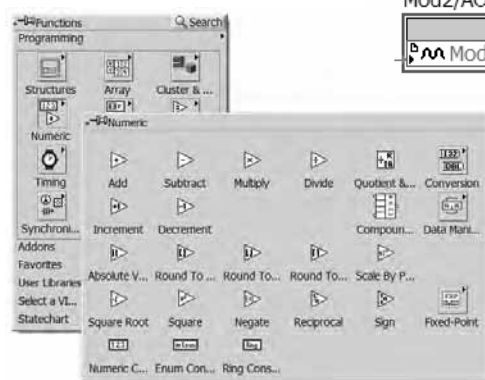 Mod2/AO
Mod
Functions
Search
Programming
Structures
Array
Cluster & ...
Numeric
Timing
Synchroni...
Addons
Favorites
User Libraries
Select a VI...
Statechart
Numeric
Add
Subtract
Multiply
Divide
Quotient &...
Conversion
Increment
Decrement
Compoun...
Data Mani...
Absolute V...
Round To ...
Round To ...
Round To ...
Scale By P...
Square Root
Square
Negate
Reciprocal
Sign
Fixed-Point
Numeric C...
Enum Con...
Ring Cons...